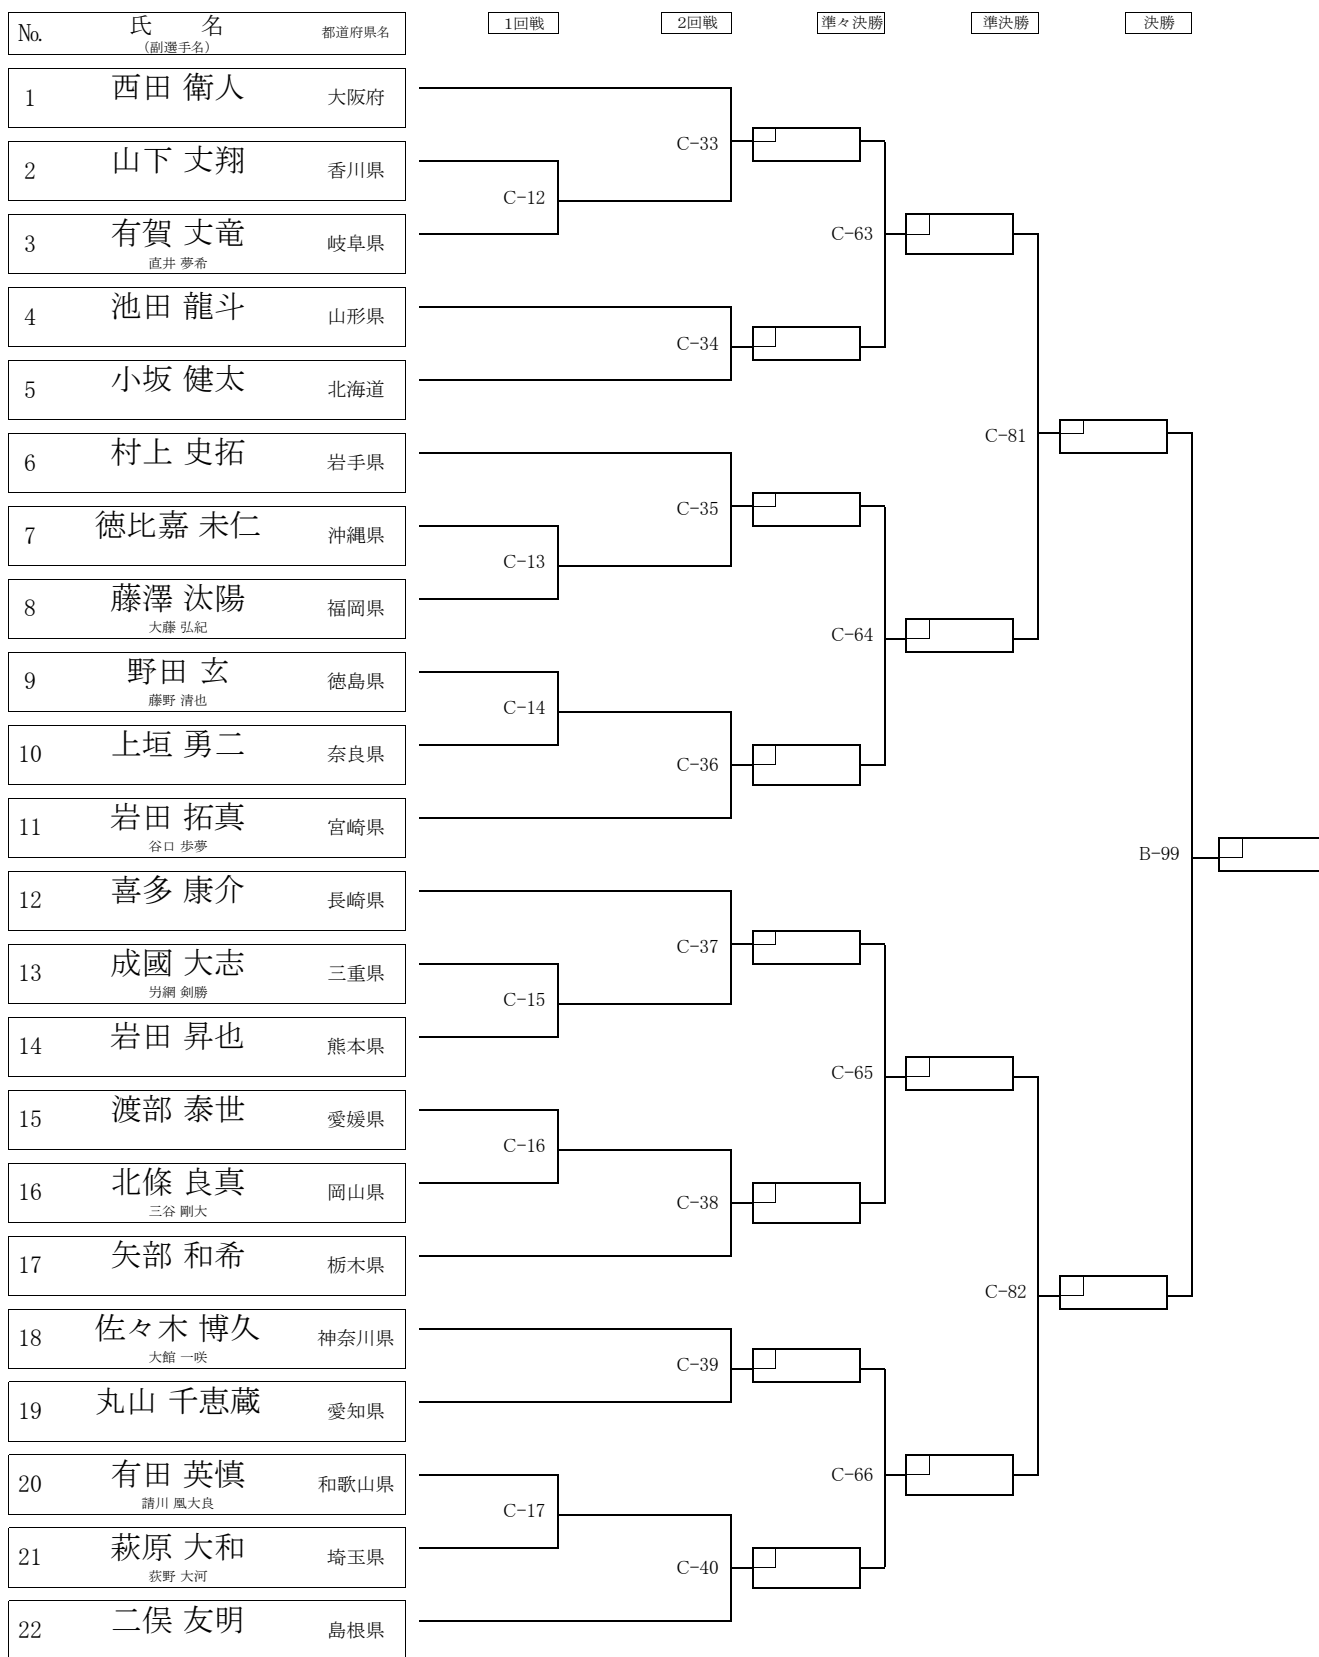 No. 氏 名 都道府県名 1回戦 2回戦 準々決勝 準決勝 決勝
(副選手名)
1 西田 衛人 大阪府
2 山下 丈翔 香川県
3 有賀 丈竜 岐阜県
直井 夢希
4 池田 龍斗 山形県
5 小坂 健太 北海道
6 村上 史拓 岩手県
7 徳比嘉 未仁 沖縄県
8 藤澤 汰陽 福岡県
大藤 弘紀
9 野田 玄 徳島県
藤野 清也
10 上垣 勇二 奈良県
11 岩田 拓真 宮崎県
谷口 歩夢
12 喜多 康介 長崎県
13 成國 大志 三重県
屶網 剣勝
14 岩田 昇也 熊本県
15 渡部 泰世 愛媛県
16 北條 良真 岡山県
三谷 剛大
17 矢部 和希 栃木県
18 佐々木 博久 神奈川県
大館 一咲
19 丸山 千恵蔵 愛知県
20 有田 英慎 和歌山県
請川 凰大良
21 萩原 大和 埼玉県
荻野 大河
22 二俣 友明 島根県
C-12
C-13
C-14
C-15
C-16
C-17
C-33
C-34
C-35
C-36
C-37
C-38
C-39
C-40
C-63
C-64
C-65
C-66
C-81
C-82
B-99